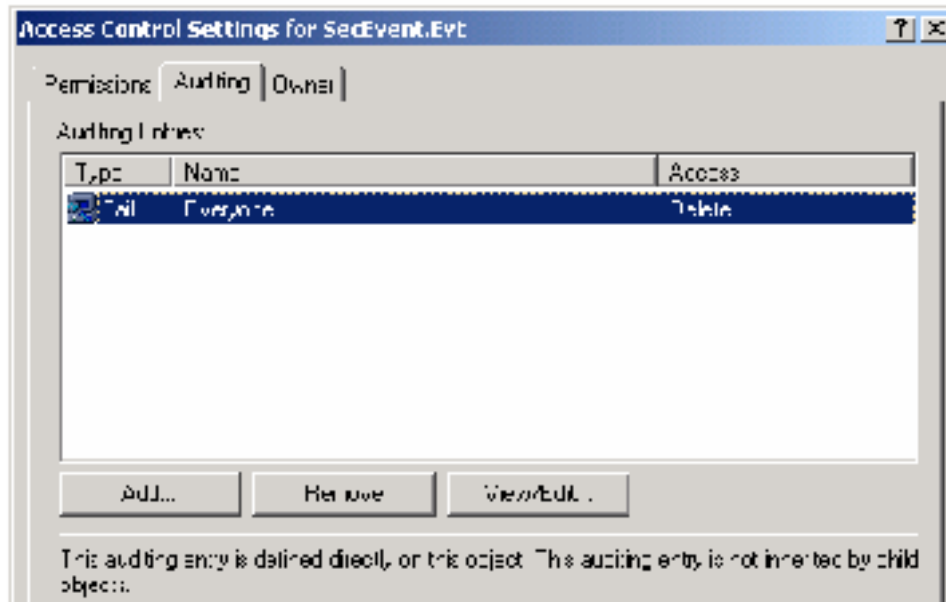 Access Control Settings for SecEvent.Evt
Permissions Auditing Owner
Auditing Entries:
Type Name Access
Fail Everyone Delete
Add... Remove View/Edit...
This auditing entry is defined directly on this object. This auditing entry is not inherited by child
objects.